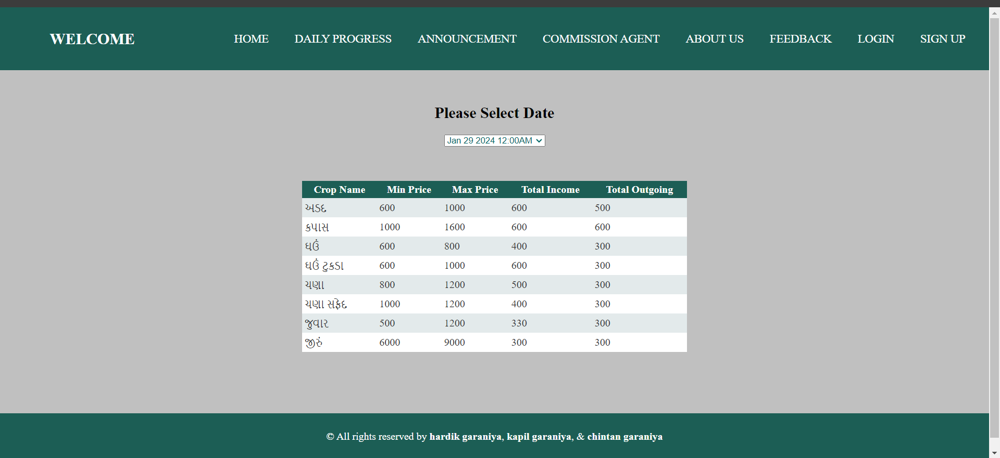 WELCOME HOME DAILY PROGRESS ANNOUNCEMENT COMMISSION AGENT ABOUT US FEEDBACK LOGIN SIGN UP
Please Select Date
Jan 29 2024 12:00AM
Crop Name Min Price Max Price Total Income Total Outgoing
અડદ 600 1000 600 500
કપાસ 1000 1600 600 600
ઘઉં 600 800 400 300
ઘઉં ટુકડા 600 1000 600 300
ચણા 800 1200 500 300
ચણા સફેદ 1000 1200 400 300
જુવાર 500 1200 330 300
જીરું 6000 9000 300 300
© All rights reserved by hardik garaniya, kapil garaniya, & chintan garaniya